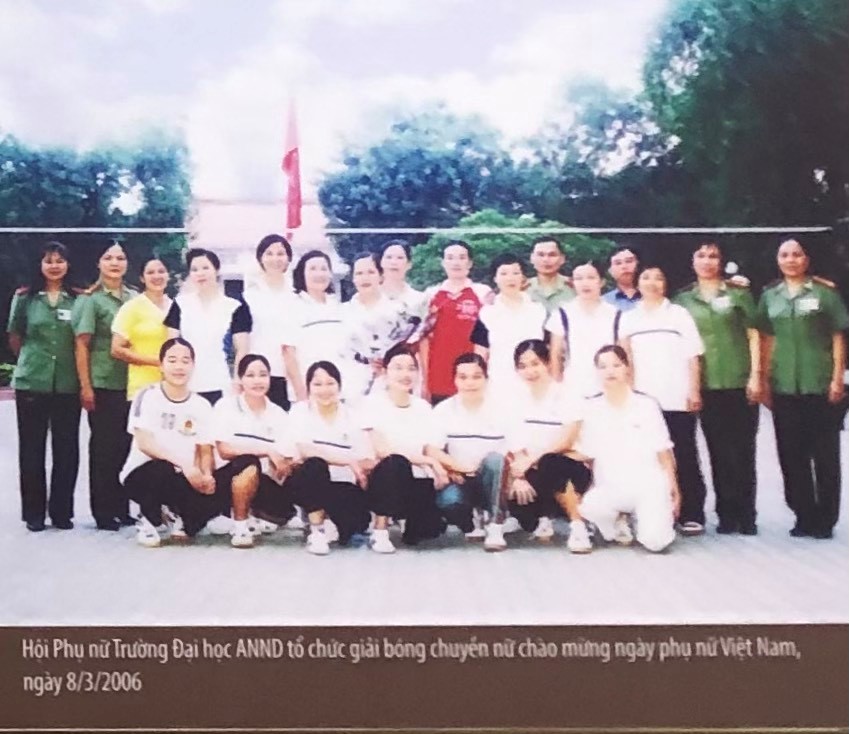 Hội Phụ nữ Trường Đại học ANND tổ chức giải bóng chuyền nữ chào mừng ngày phụ nữ Việt Nam,
ngày 8/3/2006